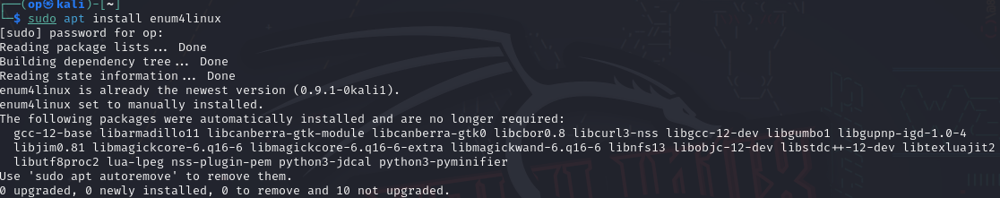 ┌──(op㉿kali)-[~]
└─$ sudo apt install enum4linux
[sudo] password for op:
Reading package lists... Done
Building dependency tree... Done
Reading state information... Done
enum4linux is already the newest version (0.9.1-0kali1).
enum4linux set to manually installed.
The following packages were automatically installed and are no longer required:
  gcc-12-base libarmadillo11 libcanberra-gtk-module libcanberra-gtk0 libcbor0.8 libcurl3-nss libgcc-12-dev libgumbo1 libgupnp-igd-1.0-4
  libjim0.81 libmagickcore-6.q16-6 libmagickcore-6.q16-6-extra libmagickwand-6.q16-6 libnfs13 libobjc-12-dev libstdc++-12-dev libtexluajit2
  libutf8proc2 lua-lpeg nss-plugin-pem python3-jdcal python3-pyminifier
Use 'sudo apt autoremove' to remove them.
0 upgraded, 0 newly installed, 0 to remove and 10 not upgraded.